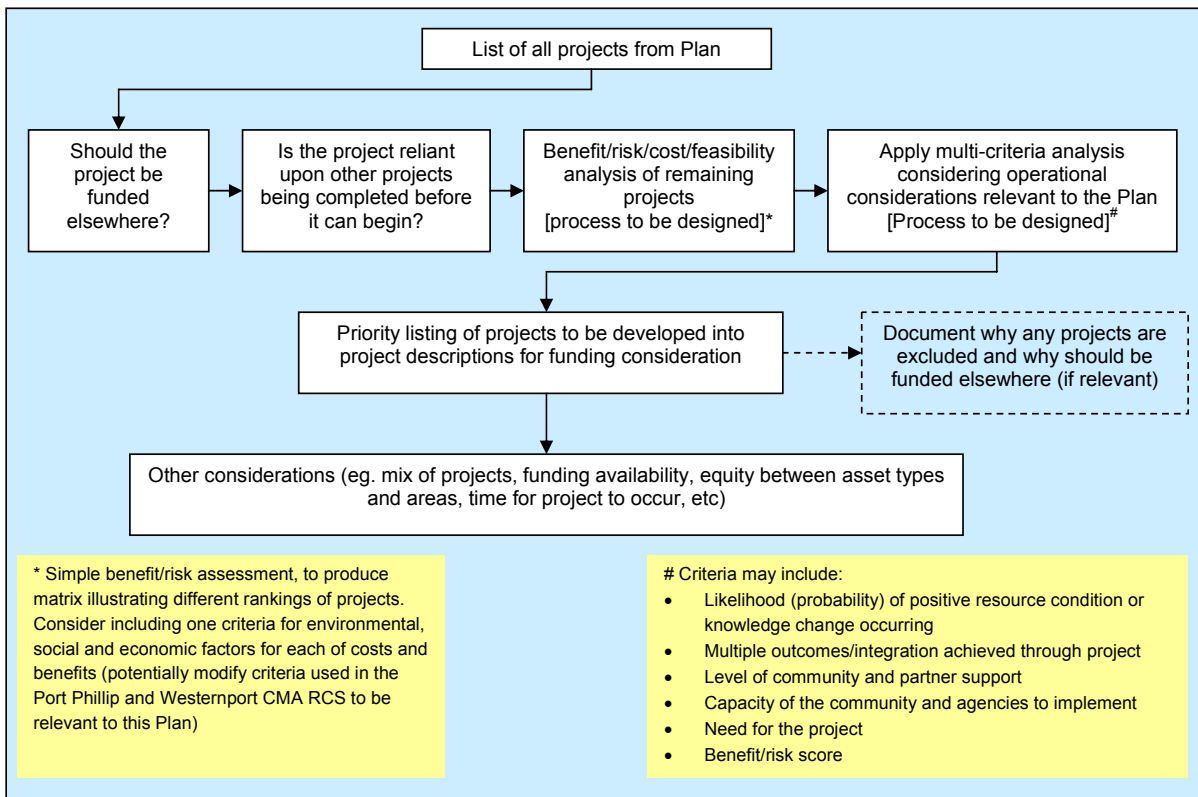 List of all projects from Plan
Should the
project be
funded
elsewhere?
Is the project reliant
upon other projects
being completed before
it can begin?
Benefit/risk/cost/feasibility
analysis of remaining
projects
[process to be designed]*
Apply multi-criteria analysis
considering operational
considerations relevant to the Plan
[Process to be designed]#
Priority listing of projects to be developed into
project descriptions for funding consideration
Document why any projects are
excluded and why should be
funded elsewhere (if relevant)
Other considerations (eg. mix of projects, funding availability, equity between asset types
and areas, time for project to occur, etc)
* Simple benefit/risk assessment, to produce
matrix illustrating different rankings of projects.
Consider including one criteria for environmental,
social and economic factors for each of costs and
benefits (potentially modify criteria used in the
Port Phillip and Westernport CMA RCS to be
relevant to this Plan)
# Criteria may include:
• Likelihood (probability) of positive resource condition or
knowledge change occurring
• Multiple outcomes/integration achieved through project
• Level of community and partner support
• Capacity of the community and agencies to implement
• Need for the project
• Benefit/risk score